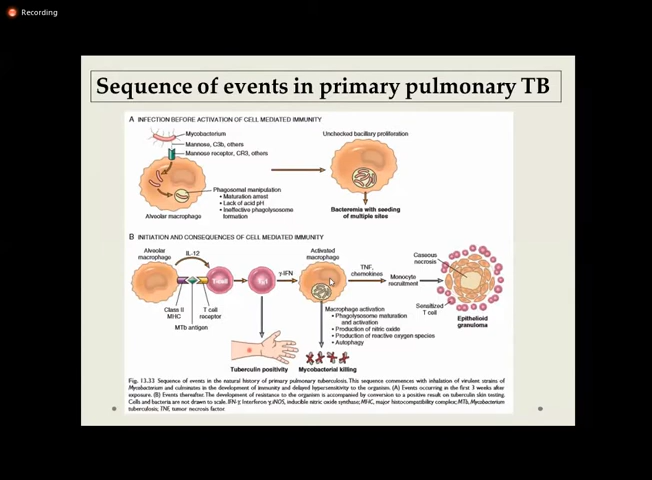 Recording
Sequence of events in primary pulmonary TB
A INFECTION BEFORE ACTIVATION OF CELL MEDIATED IMMUNITY
Mycobacterium
Mannose, C3b, others
Mannose receptor, CR3, others
Phagosomal manipulation
• Maturation arrest
• Lack of acid pH
• Ineffective phagolysosome
formation
Alveolar macrophage
Unchecked bacillary proliferation
Bacteremia with seeding
of multiple sites
B INITIATION AND CONSEQUENCES OF CELL MEDIATED IMMUNITY
Alveolar
macrophage
IL-12
T cell
TH1
γ-IFN
Activated
macrophage
TNF,
chemokines
Monocyte
recruitment
Caseous
necrosis
Class II
MHC
T cell
receptor
MTb antigen
Macrophage activation
• Phagolysosome maturation
and activation
• Production of nitric oxide
• Production of reactive oxygen species
• Autophagy
Sensitized
T cell
Epithelioid
granuloma
Tuberculin positivity
Mycobacterial killing
Fig. 13.33 Sequence of events in the natural history of primary pulmonary tuberculosis. This sequence commences with inhalation of virulent strains of
Mycobacterium and culminates in the development of immunity and delayed hypersensitivity to the organism. (A) Events occurring in the first 3 weeks after
exposure. (B) Events thereafter. The development of resistance to the organism is accompanied by conversion to a positive result on tuberculin skin testing.
Cells and bacteria are not drawn to scale. IFN-γ, Interferon γ; iNOS, inducible nitric oxide synthase; MHC, major histocompatibility complex; MTb, Mycobacterium
tuberculosis; TNF, tumor necrosis factor.